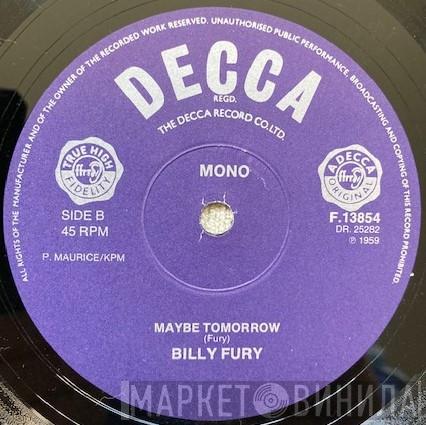 ALL RIGHTS OF THE MANUFACTURER AND OF THE OWNER OF THE RECORDED WORK RESERVED. UNAUTHORISED PUBLIC PERFORMANCE, BROADCASTING AND COPYING OF THIS RECORD PROHIBITED.
DECCA
REGD.
THE DECCA RECORD CO. LTD.
MONO
TRUE HIGH
ffrr
FIDELITY
A DECCA
ffrr
ORIGINAL
SIDE B
45 RPM
F.13854
DR. 25282
℗ 1959
P. MAURICE/KPM
MAYBE TOMORROW
(Fury)
BILLY FURY
МАРКЕТ ВИНИЛА